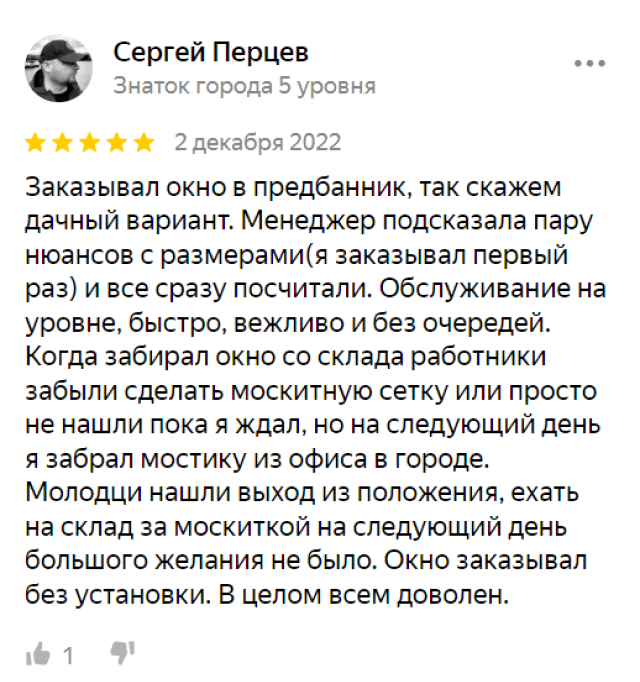 Сергей Перцев
Знаток города 5 уровня
2 декабря 2022
Заказывал окно в предбанник, так скажем
дачный вариант. Менеджер подсказала пару
нюансов с размерами(я заказывал первый
раз) и все сразу посчитали. Обслуживание на
уровне, быстро, вежливо и без очередей.
Когда забирал окно со склада работники
забыли сделать москитную сетку или просто
не нашли пока я ждал, но на следующий день
я забрал мостику из офиса в городе.
Молодци нашли выход из положения, ехать
на склад за москиткой на следующий день
большого желания не было. Окно заказывал
без установки. В целом всем доволен.
1